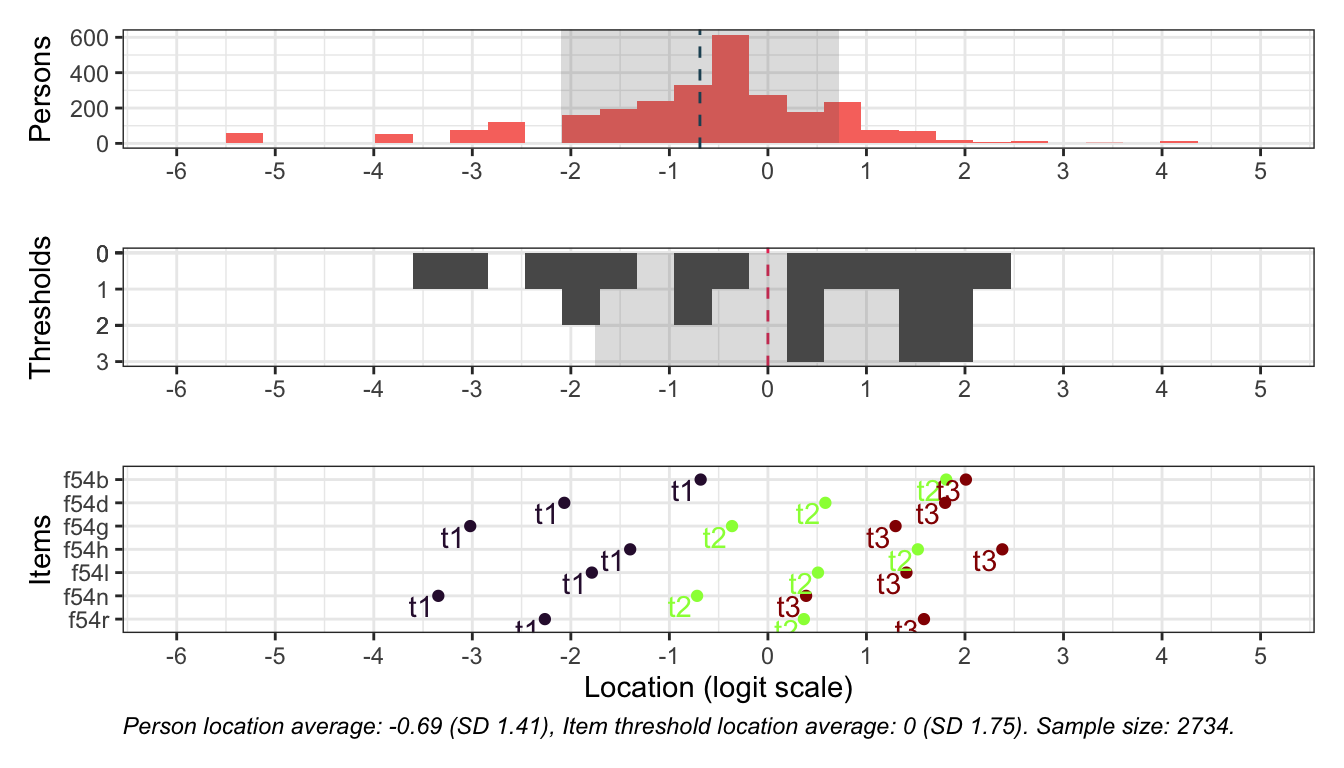 Persons
600
400
200
0
-6 -5 -4 -3 -2 -1 0 1 2 3 4 5
Thresholds
0
1
2
3
-6 -5 -4 -3 -2 -1 0 1 2 3 4 5
Items
f54b t1 t2 t3
f54d t1 t2 t3
f54g t1 t2 t3
f54h t1 t2 t3
f54l t1 t2 t3
f54n t1 t2 t3
f54r t1 t2 t3
-6 -5 -4 -3 -2 -1 0 1 2 3 4 5
Location (logit scale)
Person location average: -0.69 (SD 1.41), Item threshold location average: 0 (SD 1.75). Sample size: 2734.